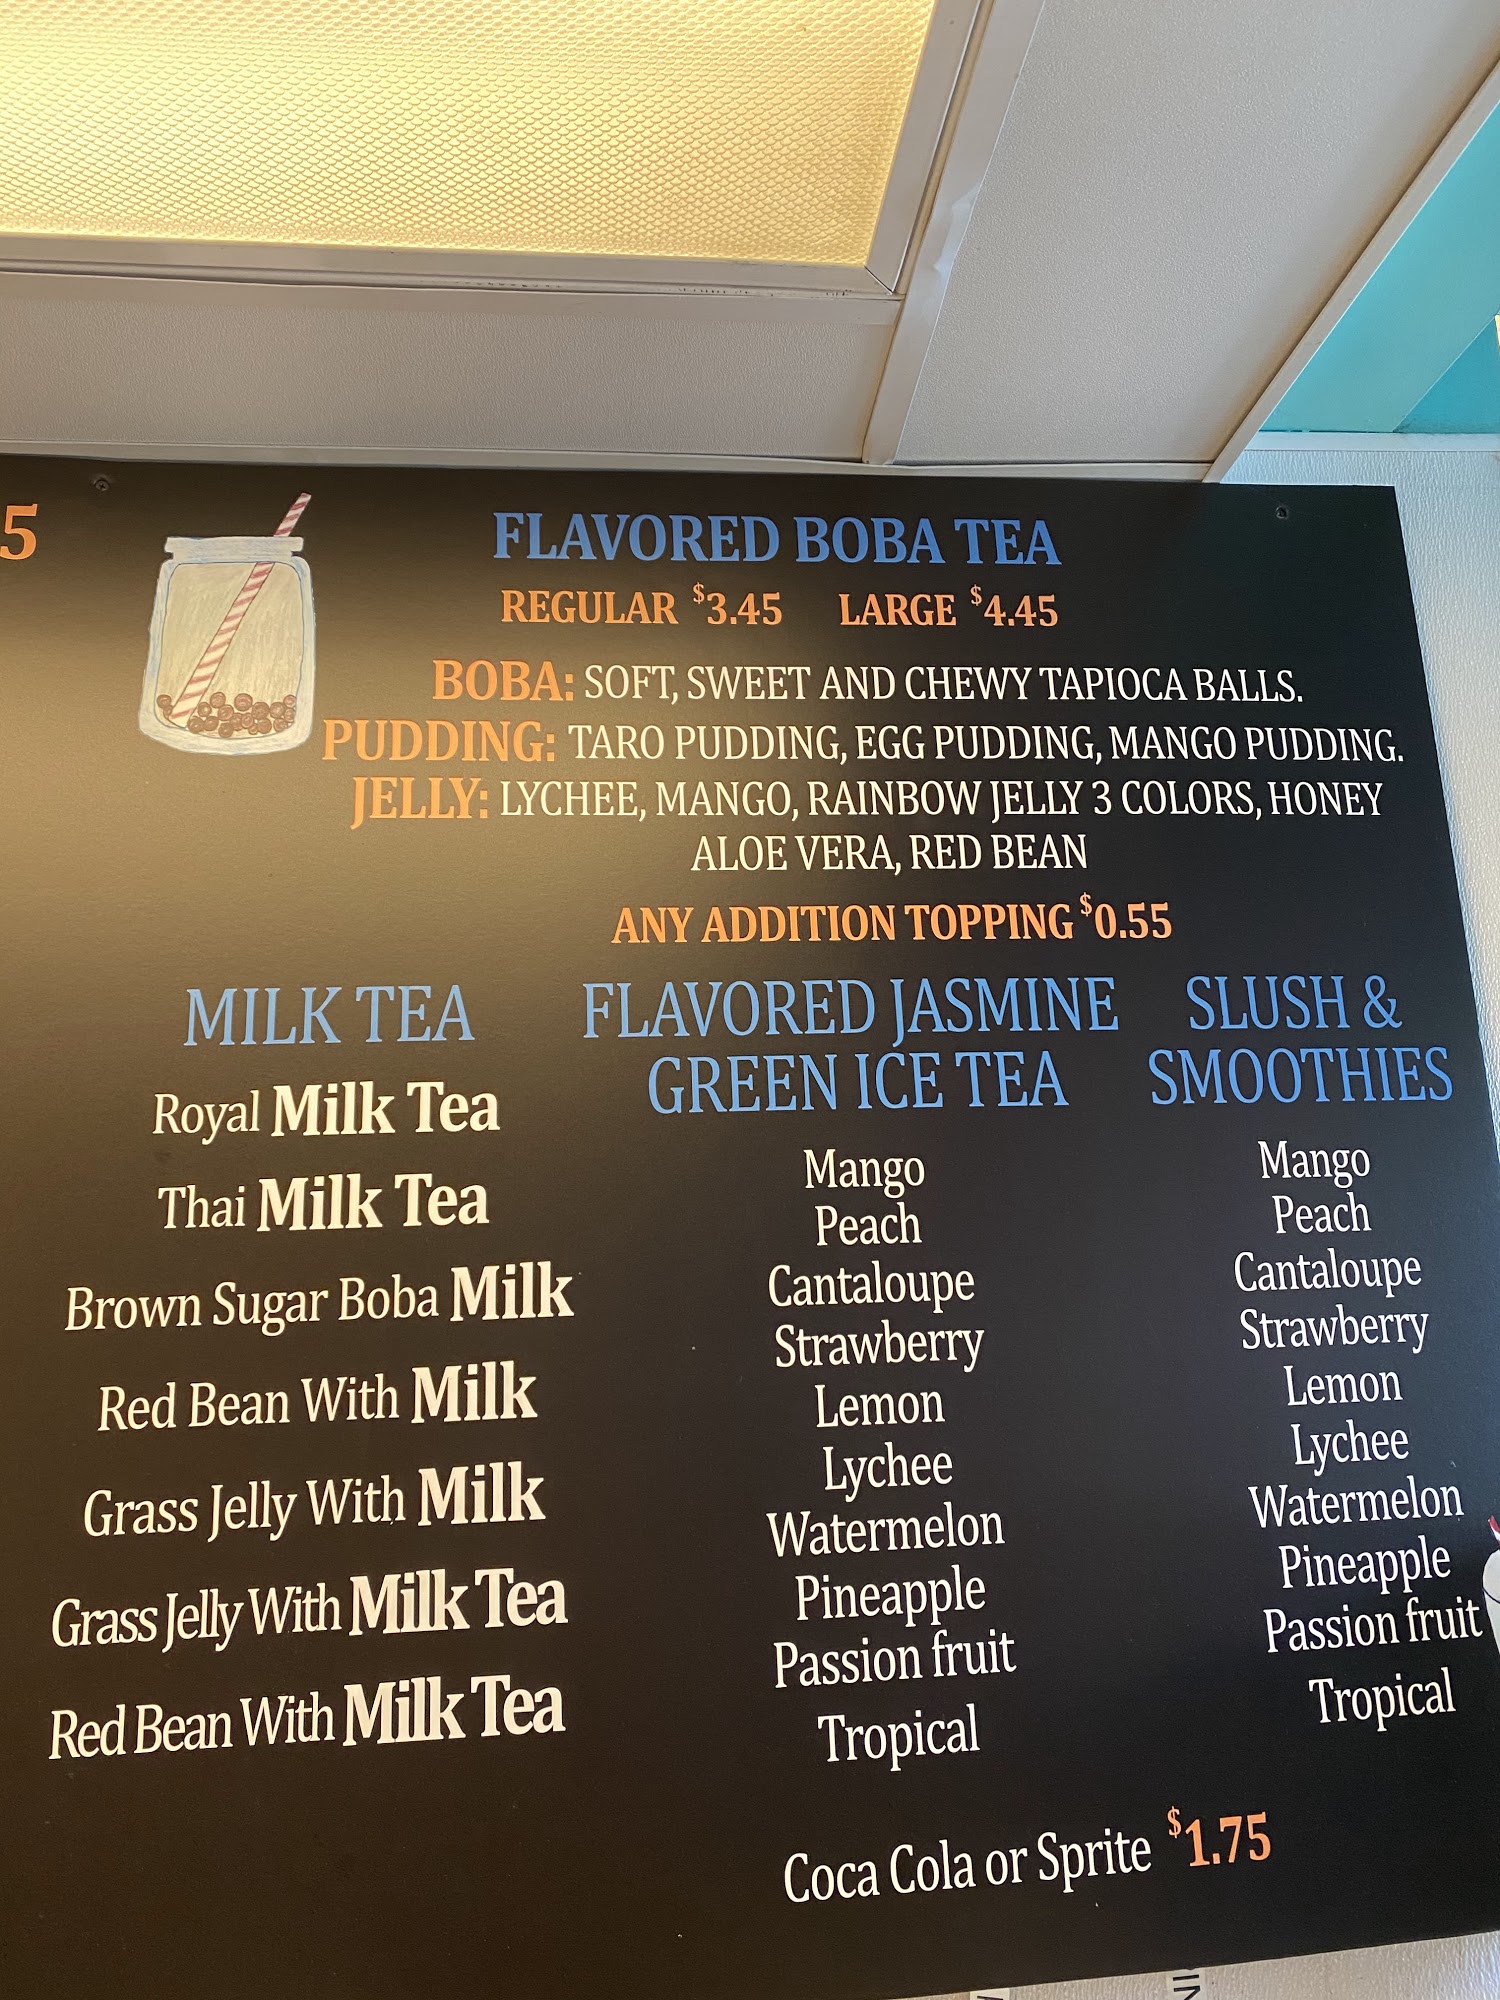 5
FLAVORED BOBA TEA
REGULAR $3.45 LARGE $4.45
BOBA: SOFT, SWEET AND CHEWY TAPIOCA BALLS.
PUDDING: TARO PUDDING, EGG PUDDING, MANGO PUDDING.
JELLY: LYCHEE, MANGO, RAINBOW JELLY 3 COLORS, HONEY
ALOE VERA, RED BEAN
ANY ADDITION TOPPING $0.55
MILK TEA
Royal Milk Tea
Thai Milk Tea
Brown Sugar Boba Milk
Red Bean With Milk
Grass Jelly With Milk
Grass Jelly With Milk Tea
Red Bean With Milk Tea
FLAVORED JASMINE
GREEN ICE TEA
Mango
Peach
Cantaloupe
Strawberry
Lemon
Lychee
Watermelon
Pineapple
Passion fruit
Tropical
SLUSH &
SMOOTHIES
Mango
Peach
Cantaloupe
Strawberry
Lemon
Lychee
Watermelon
Pineapple
Passion fruit
Tropical
Coca Cola or Sprite $1.75